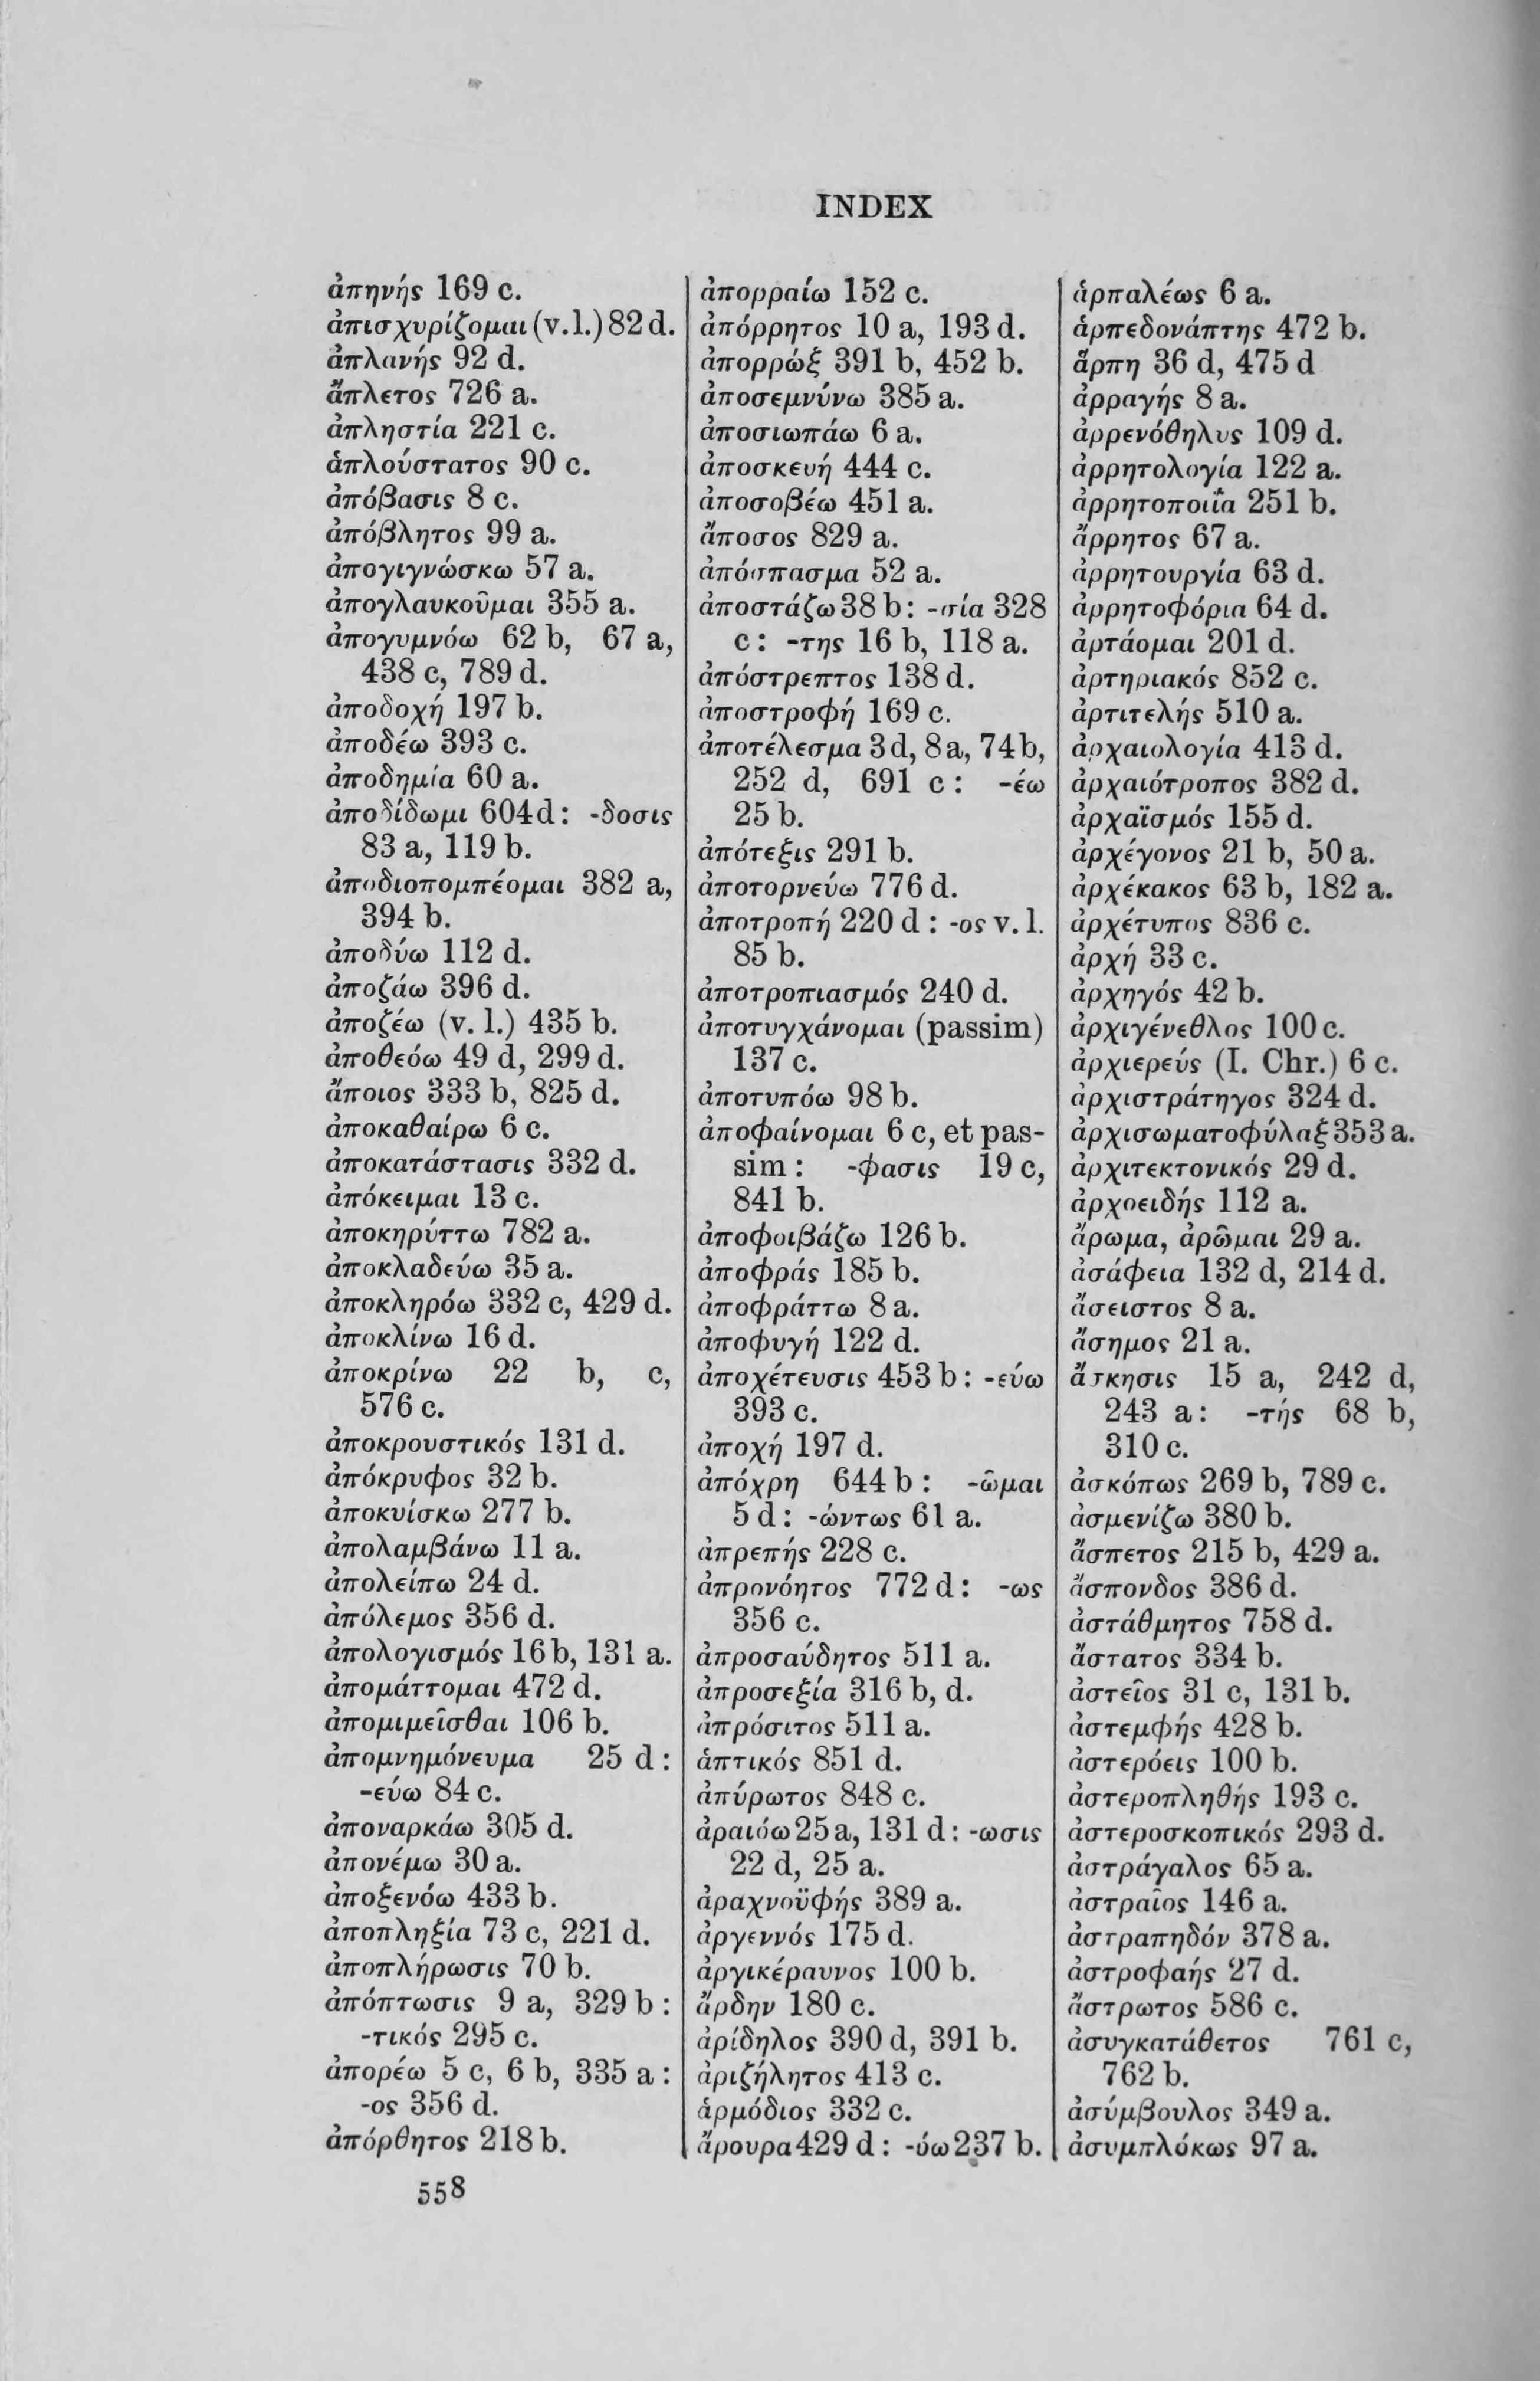 INDEX
ἀπηνής 169 c.
ἀπισχυρίζομαι (v.l.) 82 d.
ἀπλανής 92 d.
ἄπλετος 726 a.
ἀπληστία 221 c.
ἁπλούστατος 90 c.
ἀπόβασις 8 c.
ἀπόβλητος 99 a.
ἀπογιγνώσκω 57 a.
ἀπογλαυκοῦμαι 355 a.
ἀπογυμνόω 62 b, 67 a,
438 c, 789 d.
ἀποδοχή 197 b.
ἀποδέω 393 c.
ἀποδημία 60 a.
ἀποδίδωμι 604 d : -δοσις
83 a, 119 b.
ἀποδιοπομπέομαι 382 a,
394 b.
ἀποδύω 112 d.
ἀποζάω 396 d.
ἀποζέω (v. l.) 435 b.
ἀποθεόω 49 d, 299 d.
ἄποιος 333 b, 825 d.
ἀποκαθαίρω 6 c.
ἀποκατάστασις 332 d.
ἀπόκειμαι 13 c.
ἀποκηρύττω 782 a.
ἀποκλαδεύω 35 a.
ἀποκληρόω 332 c, 429 d.
ἀποκλίνω 16 d.
ἀποκρίνω 22 b, c,
576 c.
ἀποκρουστικός 131 d.
ἀπόκρυφος 32 b.
ἀποκυίσκω 277 b.
ἀπολαμβάνω 11 a.
ἀπολείπω 24 d.
ἀπόλεμος 356 d.
ἀπολογισμός 16 b, 131 a.
ἀπομάττομαι 472 d.
ἀπομιμεῖσθαι 106 b.
ἀπομνημόνευμα 25 d :
-εύω 84 c.
ἀποναρκάω 305 d.
ἀπονέμω 30 a.
ἀποξενόω 433 b.
ἀποπληξία 73 c, 221 d.
ἀποπλήρωσις 70 b.
ἀπόπτωσις 9 a, 329 b :
-τικός 295 c.
ἀπορέω 5 c, 6 b, 335 a :
-ος 356 d.
ἀπόρθητος 218 b.
ἀπορραίω 152 c.
ἀπόρρητος 10 a, 193 d.
ἀπορρώξ 391 b, 452 b.
ἀποσεμνύνω 385 a.
ἀποσιωπάω 6 a.
ἀποσκευή 444 c.
ἀποσοβέω 451 a.
ἄποσος 829 a.
ἀπόσπασμα 52 a.
ἀποστάζω 38 b : -σία 328
c : -της 16 b, 118 a.
ἀπόστρεπτος 138 d.
ἀποστροφή 169 c.
ἀποτέλεσμα 3 d, 8 a, 74 b,
252 d, 691 c : -έω
25 b.
ἀπότεξις 291 b.
ἀποτορνεύω 776 d.
ἀποτροπή 220 d : -ος v. l.
85 b.
ἀποτροπιασμός 240 d.
ἀποτυγχάνομαι (passim)
137 c.
ἀποτυπόω 98 b.
ἀποφαίνομαι 6 c, et pas-
sim : -φασις 19 c,
841 b.
ἀποφοιβάζω 126 b.
ἀποφράς 185 b.
ἀποφράττω 8 a.
ἀποφυγή 122 d.
ἀποχέτευσις 453 b : -εύω
393 c.
ἀποχή 197 d.
ἀπόχρη 644 b : -ῶμαι
5 d : -ώντως 61 a.
ἀπρεπής 228 c.
ἀπρονόητος 772 d : -ως
356 c.
ἀπροσαύδητος 511 a.
ἀπροσεξία 316 b, d.
ἀπρόσιτος 511 a.
ἁπτικός 851 d.
ἀπύρωτος 848 c.
ἀραιόω 25 a, 131 d : -ωσις
22 d, 25 a.
ἀραχνοϋφής 389 a.
ἀργεννός 175 d.
ἀργικέραυνος 100 b.
ἄρδην 180 c.
ἀρίδηλος 390 d, 391 b.
ἀριζήλητος 413 c.
ἁρμόδιος 332 c.
ἄρουρα 429 d : -όω 237 b.
ἁρπαλέως 6 a.
ἁρπεδονάπτης 472 b.
ἅρπη 36 d, 475 d
ἀρραγής 8 a.
ἀρρενόθηλυς 109 d.
ἀρρητολογία 122 a.
ἀρρητοποιΐα 251 b.
ἄρρητος 67 a.
ἀρρητουργία 63 d.
ἀρρητοφόρια 64 d.
ἀρτάομαι 201 d.
ἀρτηριακός 852 c.
ἀρτιτελής 510 a.
ἀρχαιολογία 413 d.
ἀρχαιότροπος 382 d.
ἀρχαϊσμός 155 d.
ἀρχέγονος 21 b, 50 a.
ἀρχέκακος 63 b, 182 a.
ἀρχέτυπος 836 c.
ἀρχή 33 c.
ἀρχηγός 42 b.
ἀρχιγένεθλος 100 c.
ἀρχιερεύς (I. Chr.) 6 c.
ἀρχιστράτηγος 324 d.
ἀρχισωματοφύλαξ 353 a.
ἀρχιτεκτονικός 29 d.
ἀρχοειδής 112 a.
ἄρωμα, ἀρῶμαι 29 a.
ἀσάφεια 132 d, 214 d.
ἄσειστος 8 a.
ἄσημος 21 a.
ἄσκησις 15 a, 242 d,
243 a : -τής 68 b,
310 c.
ἀσκόπως 269 b, 789 c.
ἀσμενίζω 380 b.
ἄσπετος 215 b, 429 a.
ἄσπονδος 386 d.
ἀστάθμητος 758 d.
ἄστατος 334 b.
ἀστεῖος 31 c, 131 b.
ἀστεμφής 428 b.
ἀστερόεις 100 b.
ἀστεροπληθής 193 c.
ἀστεροσκοπικός 293 d.
ἀστράγαλος 65 a.
ἀστραῖος 146 a.
ἀστραπηδόν 378 a.
ἀστροφαής 27 d.
ἄστρωτος 586 c.
ἀσυγκατάθετος 761 c,
762 b.
ἀσύμβουλος 349 a.
ἀσυμπλόκως 97 a.
558